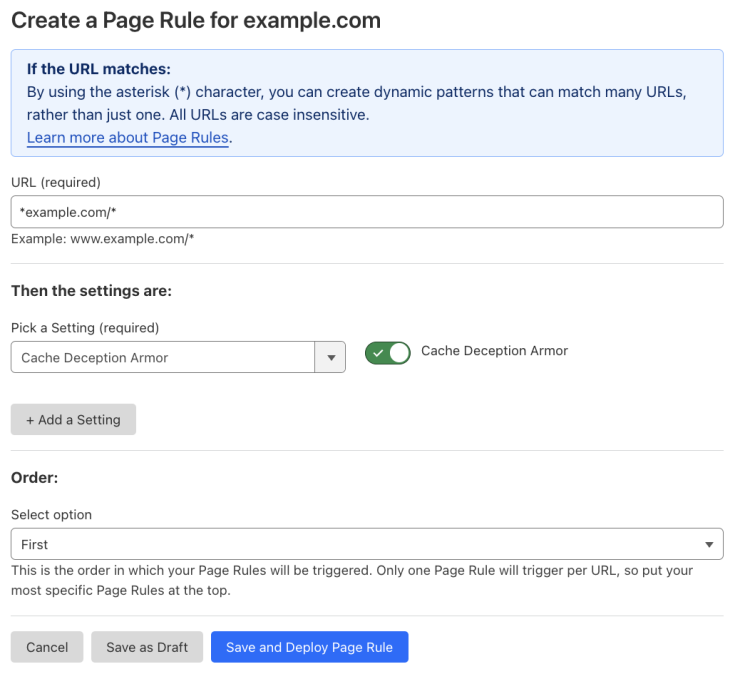 Create a Page Rule for example.com
If the URL matches:
By using the asterisk (*) character, you can create dynamic patterns that can match many URLs,
rather than just one. All URLs are case insensitive.
Learn more about Page Rules.
URL (required)
*example.com/*
Example: www.example.com/*
Then the settings are:
Pick a Setting (required)
Cache Deception Armor
Cache Deception Armor
+ Add a Setting
Order:
Select option
First
This is the order in which your Page Rules will be triggered. Only one Page Rule will trigger per URL, so put your
most specific Page Rules at the top.
Cancel
Save as Draft
Save and Deploy Page Rule